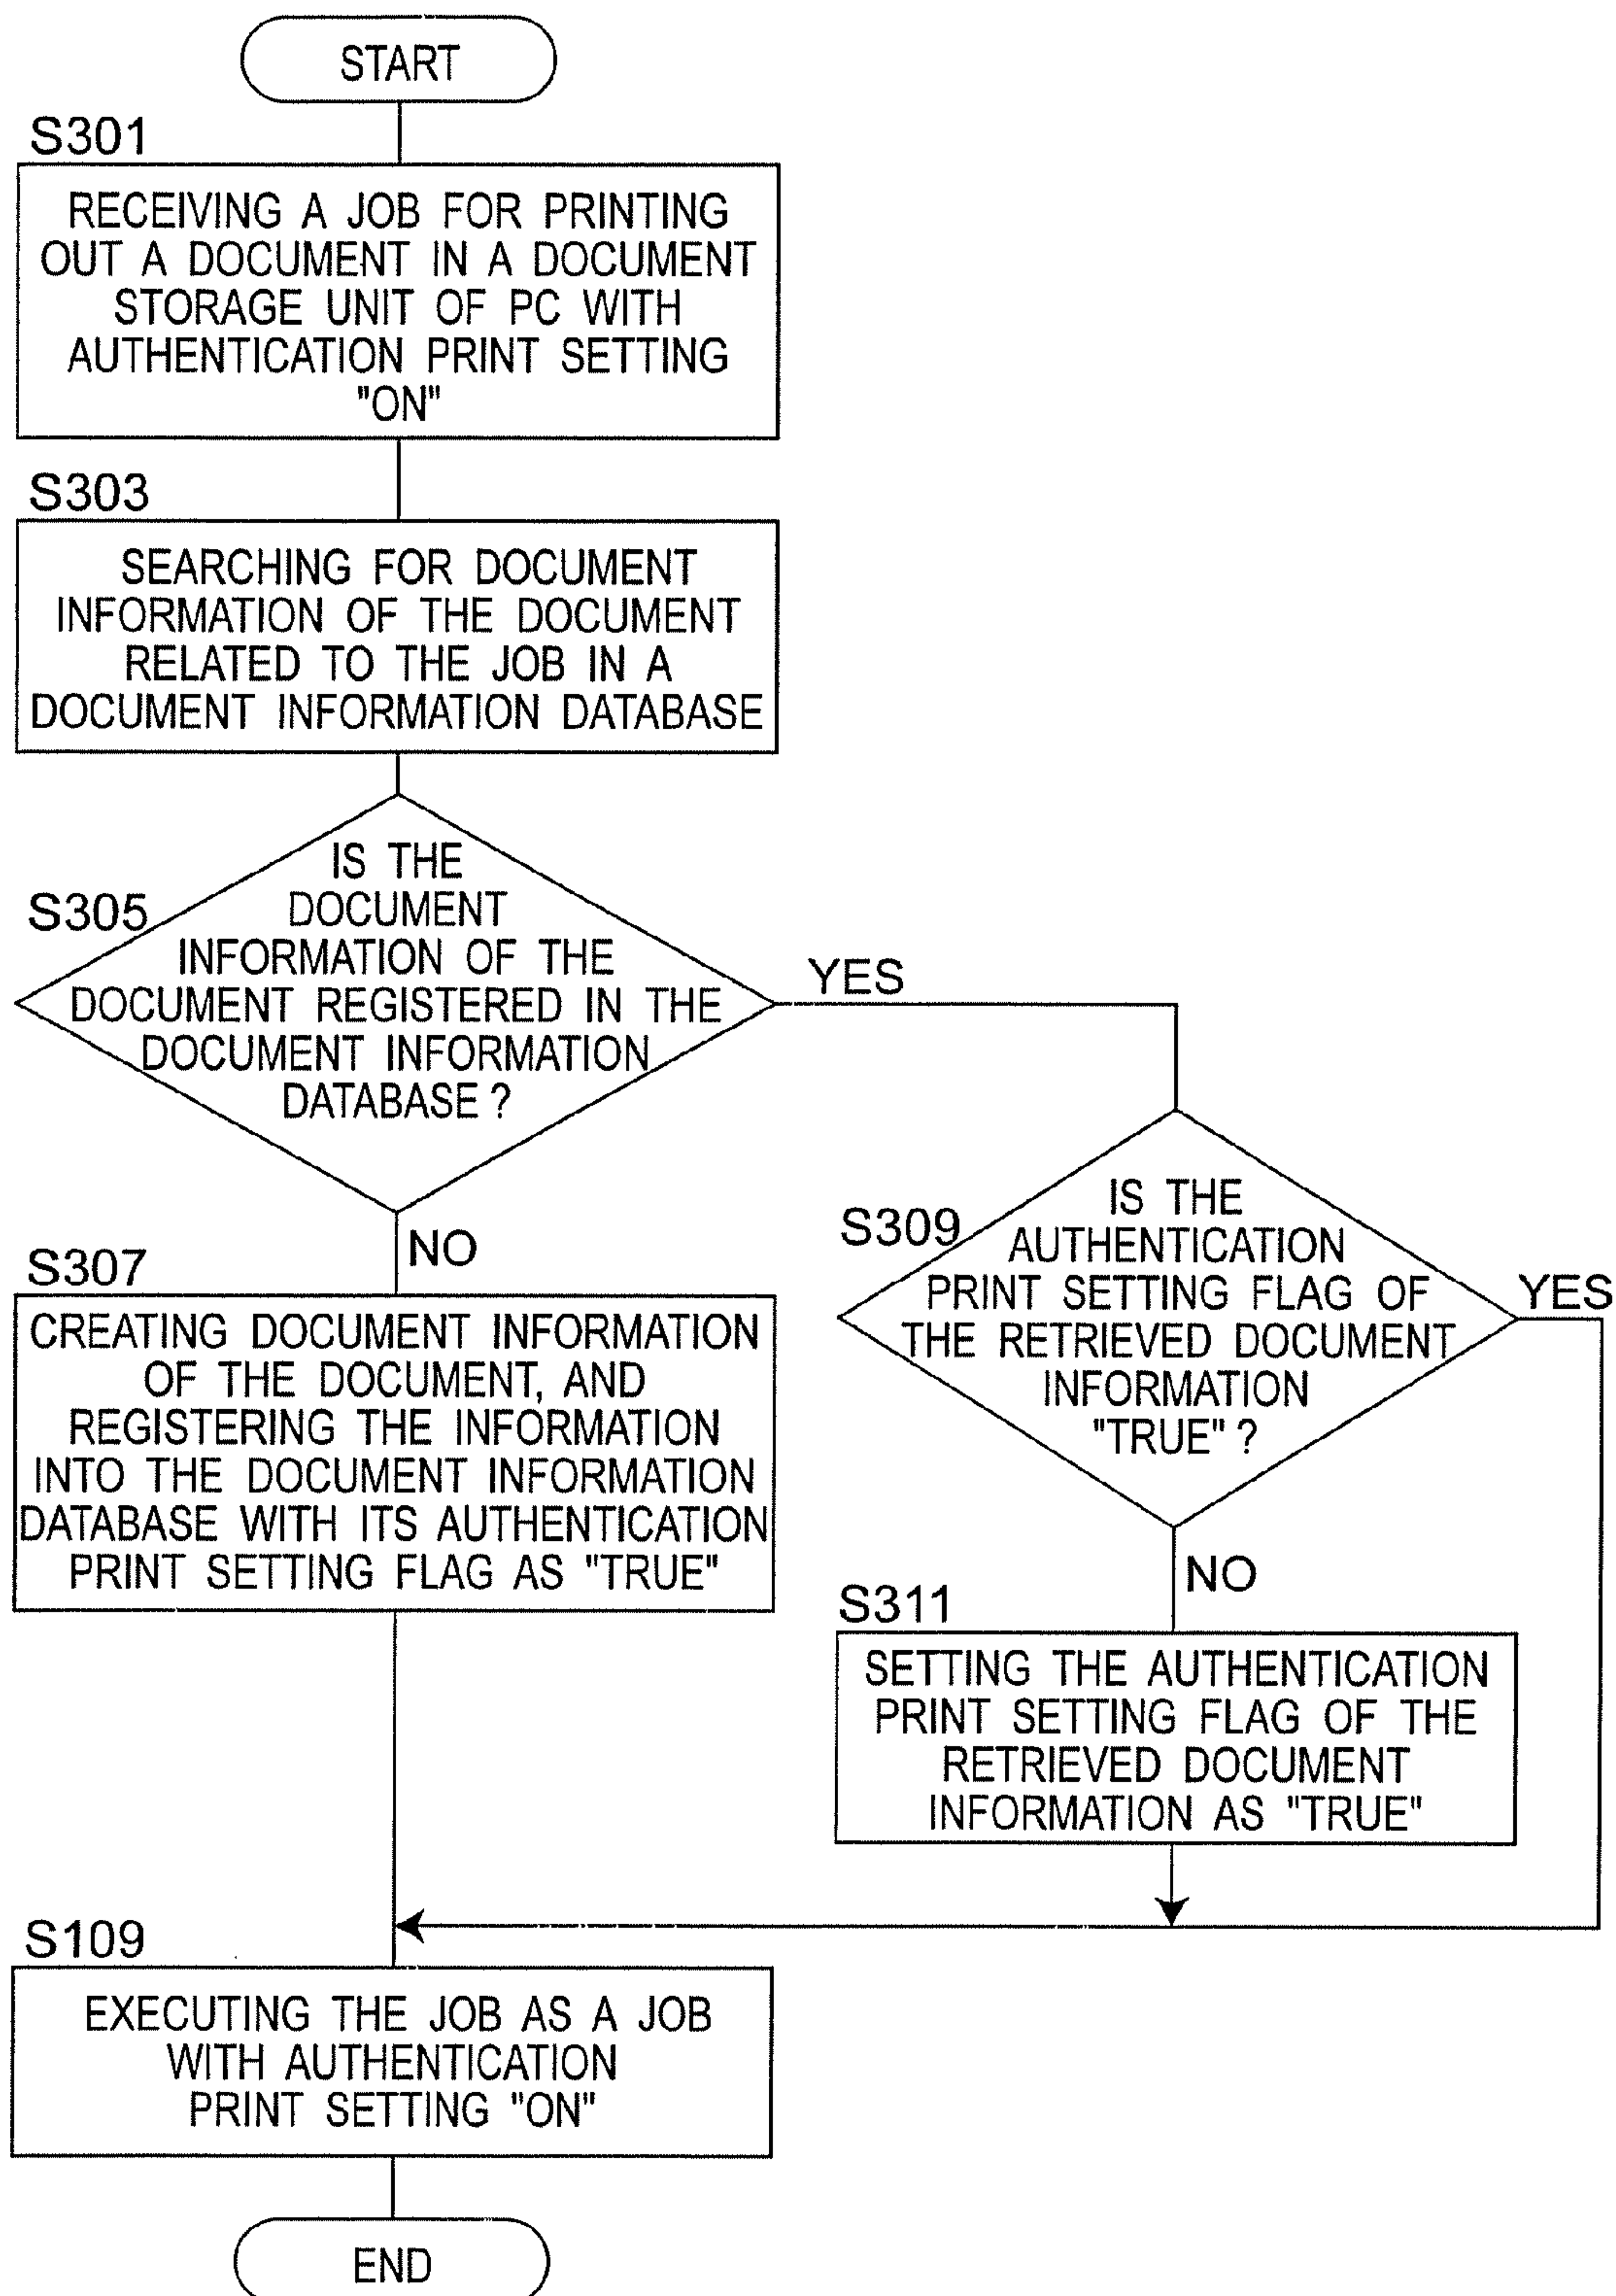 START
S301
RECEIVING A JOB FOR PRINTING
OUT A DOCUMENT IN A DOCUMENT
STORAGE UNIT OF PC WITH
AUTHENTICATION PRINT SETTING
"ON"
S303
SEARCHING FOR DOCUMENT
INFORMATION OF THE DOCUMENT
RELATED TO THE JOB IN A
DOCUMENT INFORMATION DATABASE
S305
IS THE
DOCUMENT
INFORMATION OF THE
DOCUMENT REGISTERED IN THE
DOCUMENT INFORMATION
DATABASE ?
YES
NO
S307
CREATING DOCUMENT INFORMATION
OF THE DOCUMENT, AND
REGISTERING THE INFORMATION
INTO THE DOCUMENT INFORMATION
DATABASE WITH ITS AUTHENTICATION
PRINT SETTING FLAG AS "TRUE"
S309
IS THE
AUTHENTICATION
PRINT SETTING FLAG OF
THE RETRIEVED DOCUMENT
INFORMATION
"TRUE" ?
YES
NO
S311
SETTING THE AUTHENTICATION
PRINT SETTING FLAG OF THE
RETRIEVED DOCUMENT
INFORMATION AS "TRUE"
S109
EXECUTING THE JOB AS A JOB
WITH AUTHENTICATION
PRINT SETTING "ON"
END